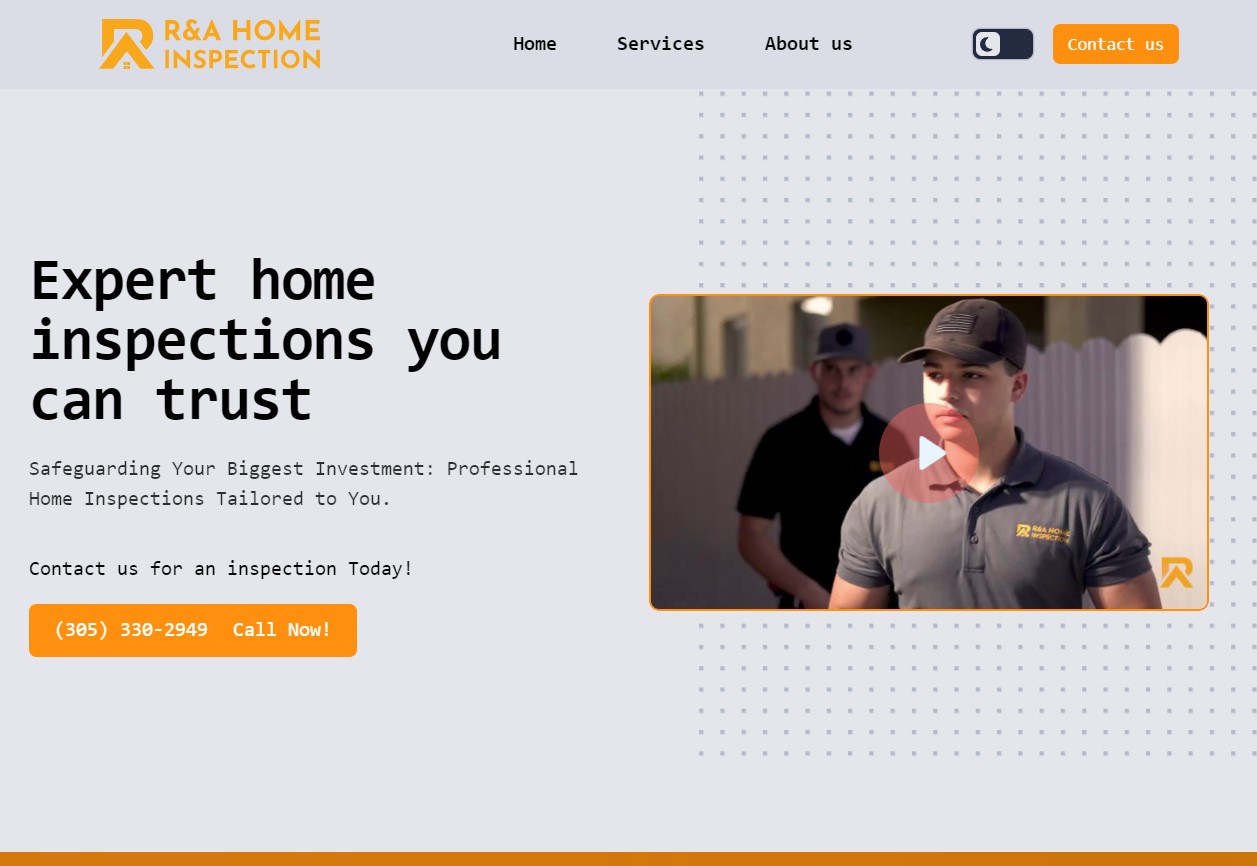 R&A HOME
INSPECTION
Home
Services
About us
Contact us
Expert home
inspections you
can trust
Safeguarding Your Biggest Investment: Professional
Home Inspections Tailored to You.
Contact us for an inspection Today!
(305) 330-2949 Call Now!
R&A HOME
INSPECTION